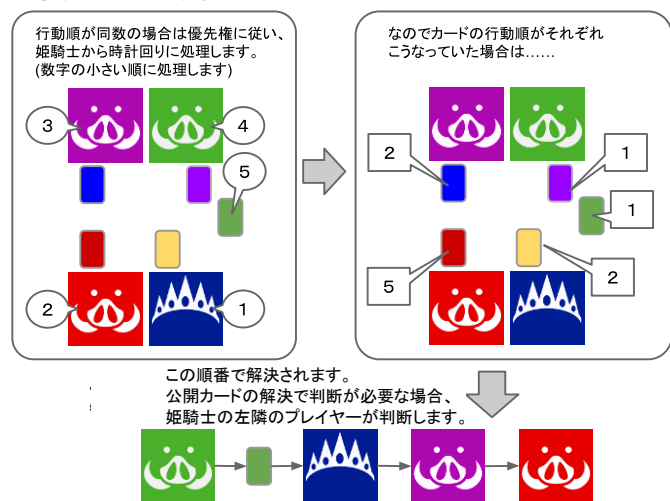 行動順が同数の場合は優先権に従い、
姫騎士から時計回りに処理します。
(数字の小さい順に処理します)
3
4
5
2
1
なのでカードの行動順がそれぞれ
こうなっていた場合は……
2
1
1
5
2
この順番で解決されます。
公開カードの解決で判断が必要な場合、
姫騎士の左隣のプレイヤーが判断します。